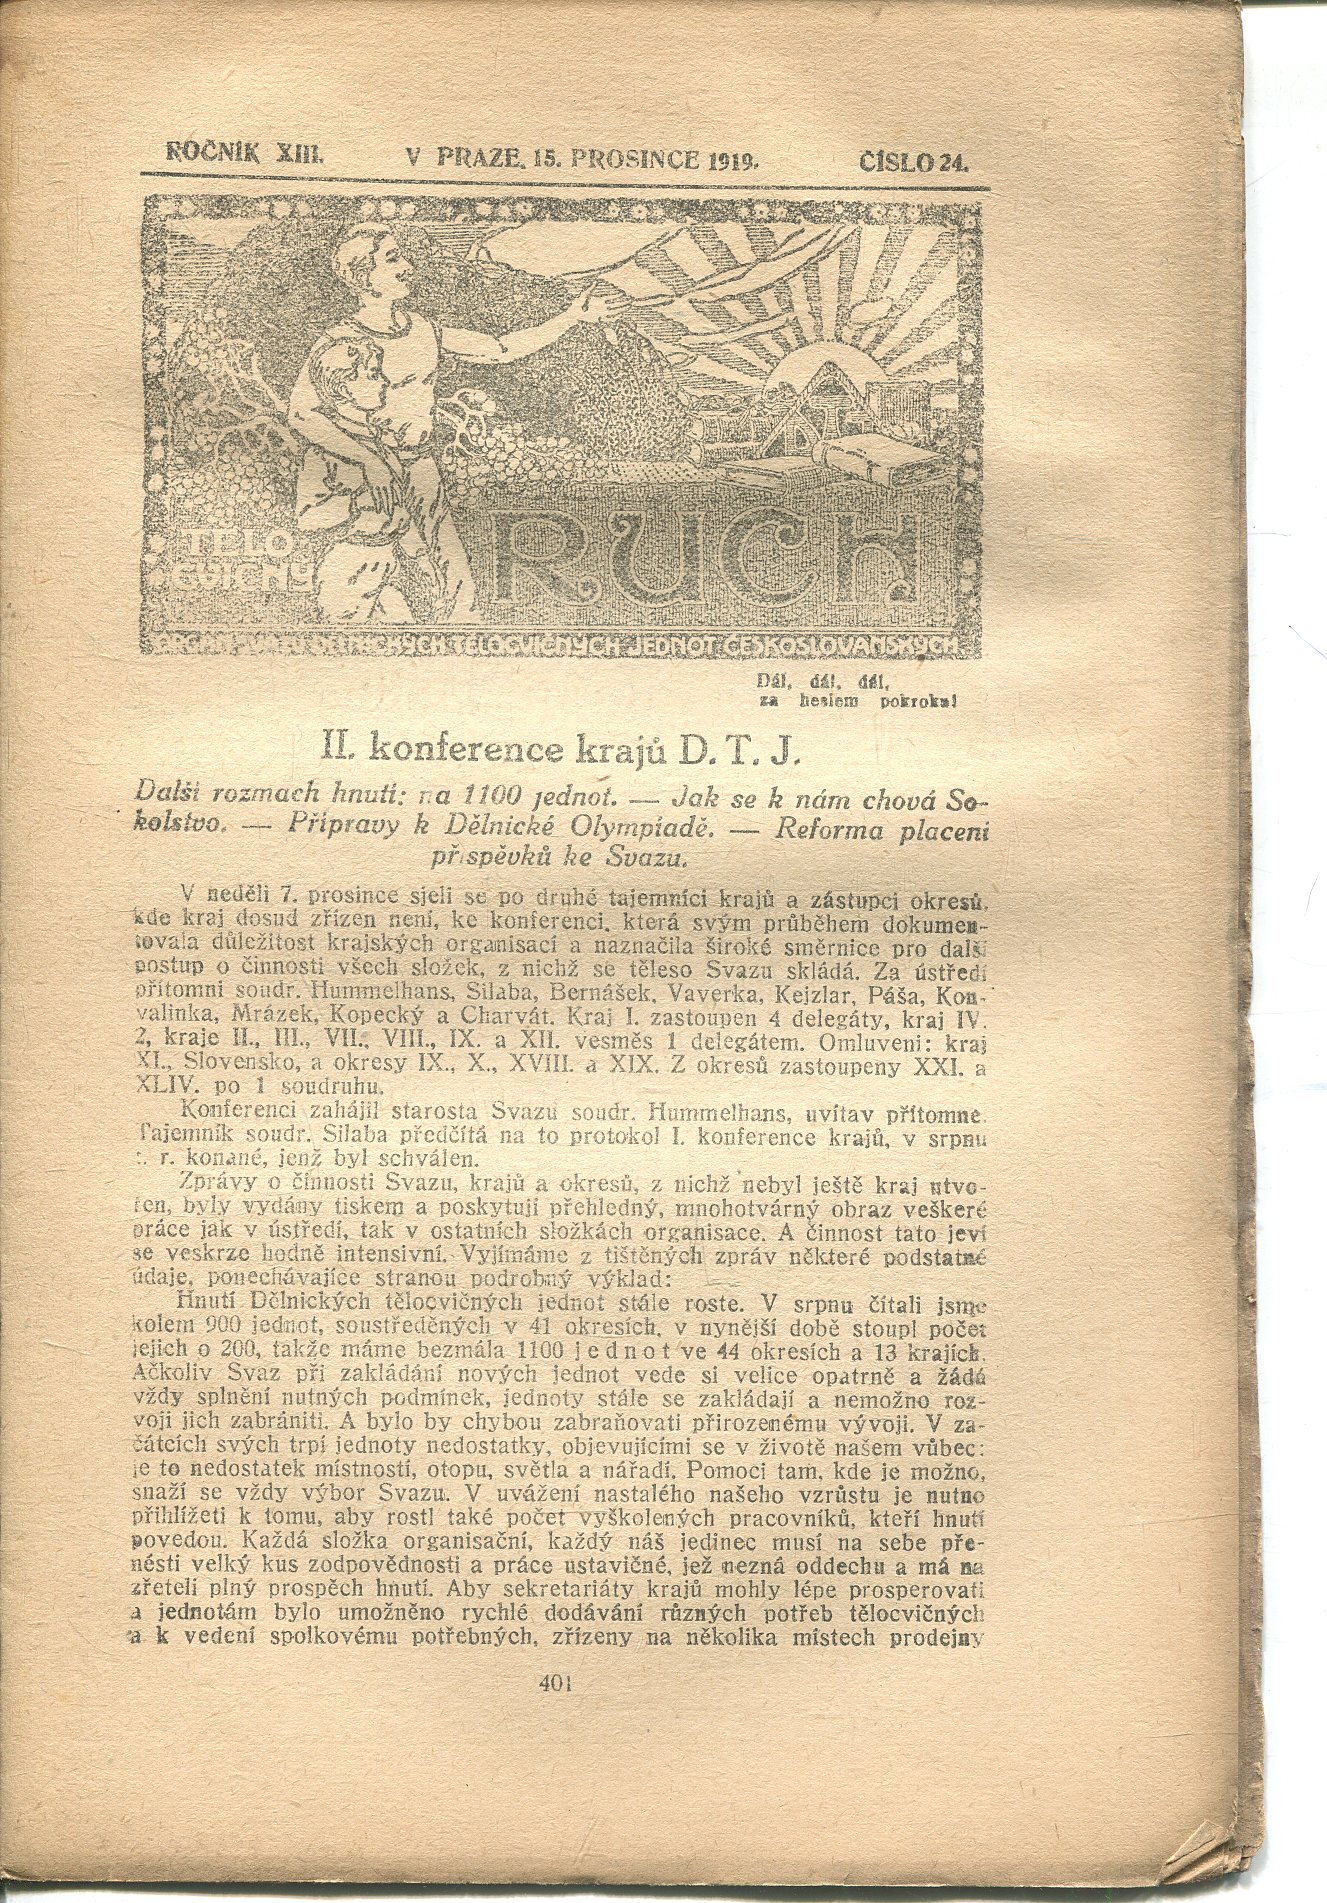 ROČNÍK XIII.
V PRAZE, 15. PROSINCE 1919.
ČÍSLO 24.
TĚLO
CVIČNÝ
RUCH
DĚLNICKÝCH TĚLOCVIČNÝCH JEDNOT ČESKOSLOVANSKÝCH
Dál, dál, dál,
za heslem pokroku!
II. konference krajů D. T. J.
Další rozmach hnutí: na 1100 jednot. — Jak se k nám chová So-
kolstvo. — Přípravy k Dělnické Olympiadě. — Reforma placení
příspěvků ke Svazu.
V neděli 7. prosince sjeli se po druhé tajemníci krajů a zástupci okresů,
kde kraj dosud zřízen není, ke konferenci, která svým průběhem dokumen-
tovala důležitost krajských organisací a naznačila široké směrnice pro další
postup o činnosti všech složek, z nichž se těleso Svazu skládá. Za ústředí
přítomni soudr. Hummelhans, Silaba, Bernášek, Vaverka, Kejzlar, Páša, Kon-
valinka, Mrázek, Kopecký a Charvát. Kraj I. zastoupen 4 delegáty, kraj IV.
2, kraje II., III., VII., VIII., IX. a XII. vesměs 1 delegátem. Omluveni: kraj
XI., Slovensko, a okresy IX., X., XVIII. a XIX. Z okresů zastoupeny XXI. a
XLIV. po 1 soudruhu.
Konferenci zahájil starosta Svazu soudr. Hummelhans, uvítav přítomné.
Tajemník soudr. Silaba předčítá na to protokol I. konference krajů, v srpnu
t. r. konané, jenž byl schválen.
Zprávy o činnosti Svazu, krajů a okresů, z nichž nebyl ještě kraj utvo-
řen, byly vydány tiskem a poskytují přehledný, mnohotvárný obraz veškeré
práce jak v ústředí, tak v ostatních složkách organisace. A činnost tato jeví
se veskrze hodně intensivní. Vyjímáme z tištěných zpráv některé podstatné
údaje, ponechávajíce stranou podrobný výklad:
Hnutí Dělnických tělocvičných jednot stále roste. V srpnu čítali jsme
kolem 900 jednot, soustředěných v 41 okresích, v nynější době stoupl počet
jejich o 200, takže máme bezmála 1100 jednot ve 44 okresích a 13 krajích.
Ačkoliv Svaz při zakládání nových jednot vede si velice opatrně a žádá
vždy splnění nutných podmínek, jednoty stále se zakládají a nemožno roz-
voji jich zabrániti. A bylo by chybou zabraňovati přirozenému vývoji. V za-
čátcích svých trpí jednoty nedostatky, objevujícími se v životě našem vůbec:
je to nedostatek místností, otopu, světla a nářadí. Pomoci tam, kde je možno,
snaží se vždy výbor Svazu. V uvážení nastalého našeho vzrůstu je nutno
přihlížeti k tomu, aby rostl také počet vyškolených pracovníků, kteří hnutí
povedou. Každá složka organisační, každý náš jedinec musí na sebe pře-
nésti velký kus zodpovědnosti a práce ustavičné, jež nezná oddechu a má na
zřeteli plný prospěch hnutí. Aby sekretariáty krajů mohly lépe prosperovati
a jednotám bylo umožněno rychlé dodávání různých potřeb tělocvičných
a k vedení spolkovému potřebných, zřízeny na několika místech prodejny
401